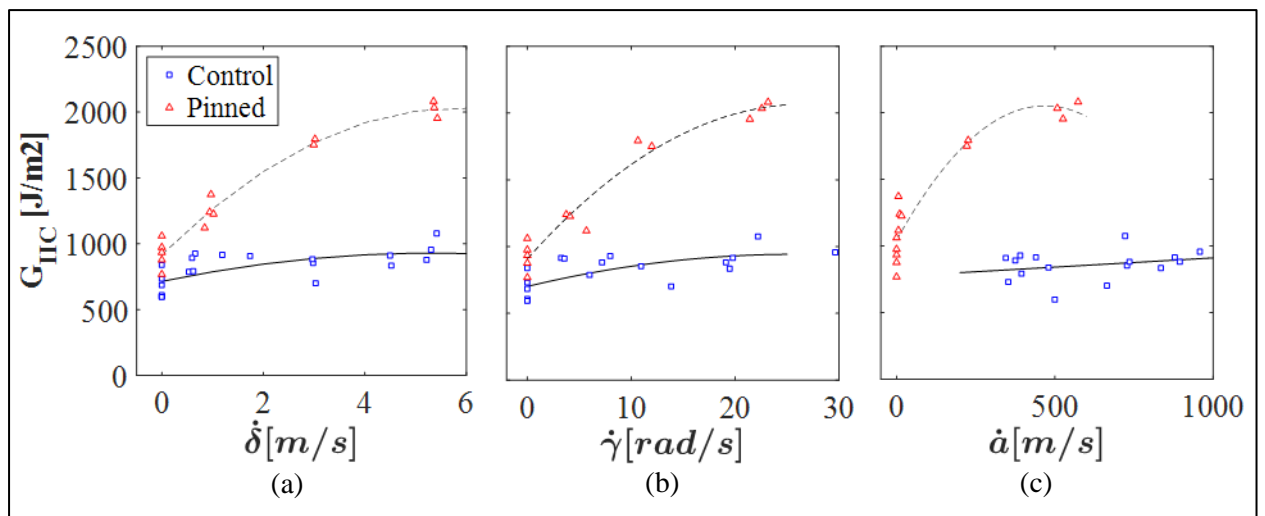 G_IIC [J/m2]
2500
2000
1500
1000
500
0
Control
Pinned
0 2 4 6
δ̇[m/s]
(a)
0 10 20 30
γ̇[rad/s]
(b)
0 500 1000
ȧ[m/s]
(c)